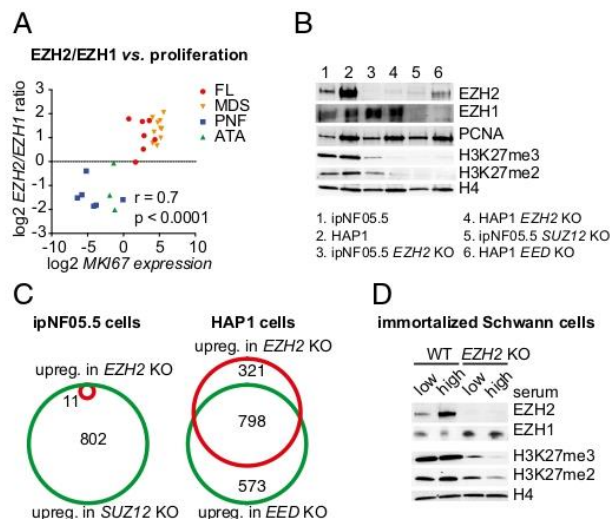 A
EZH2/EZH1 vs. proliferation
log2 EZH2/EZH1 ratio
3
2
1
0
-1
-2
-3
-10 -5 0 5 10
log2 MKI67 expression
r = 0.7
p < 0.0001
FL
MDS
PNF
ATA
B
1 2 3 4 5 6
EZH2
EZH1
PCNA
H3K27me3
H3K27me2
H4
1. ipNF05.5
2. HAP1
3. ipNF05.5 EZH2 KO
4. HAP1 EZH2 KO
5. ipNF05.5 SUZ12 KO
6. HAP1 EED KO
C
ipNF05.5 cells
upreg. in EZH2 KO
11
802
upreg. in SUZ12 KO
HAP1 cells
upreg. in EZH2 KO
321
798
573
upreg. in EED KO
D
immortalized Schwann cells
WT EZH2 KO
low high low high serum
EZH2
EZH1
H3K27me3
H3K27me2
H4